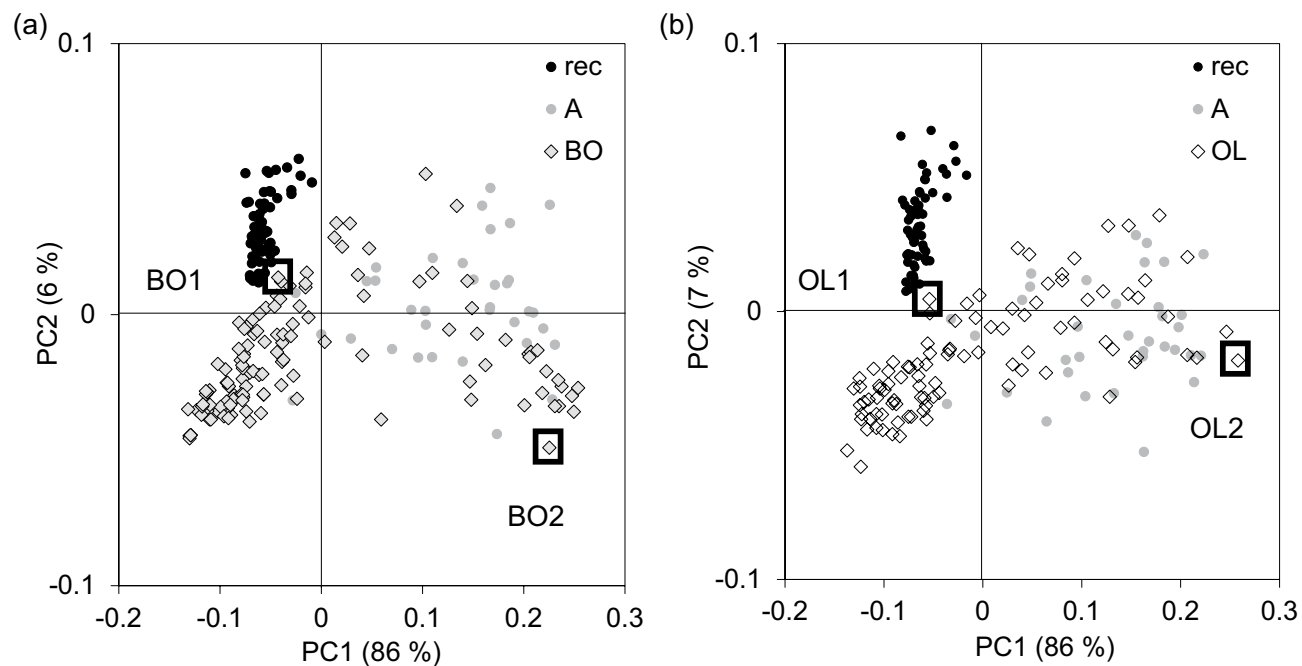 (a)
0.1
rec
A
BO
PC2 (6 %)
BO1
0
BO2
-0.1
-0.2
-0.1
0
0.1
0.2
0.3
PC1 (86 %)
(b)
0.1
rec
A
OL
PC2 (7 %)
OL1
0
OL2
-0.1
-0.2
-0.1
0
0.1
0.2
0.3
PC1 (86 %)